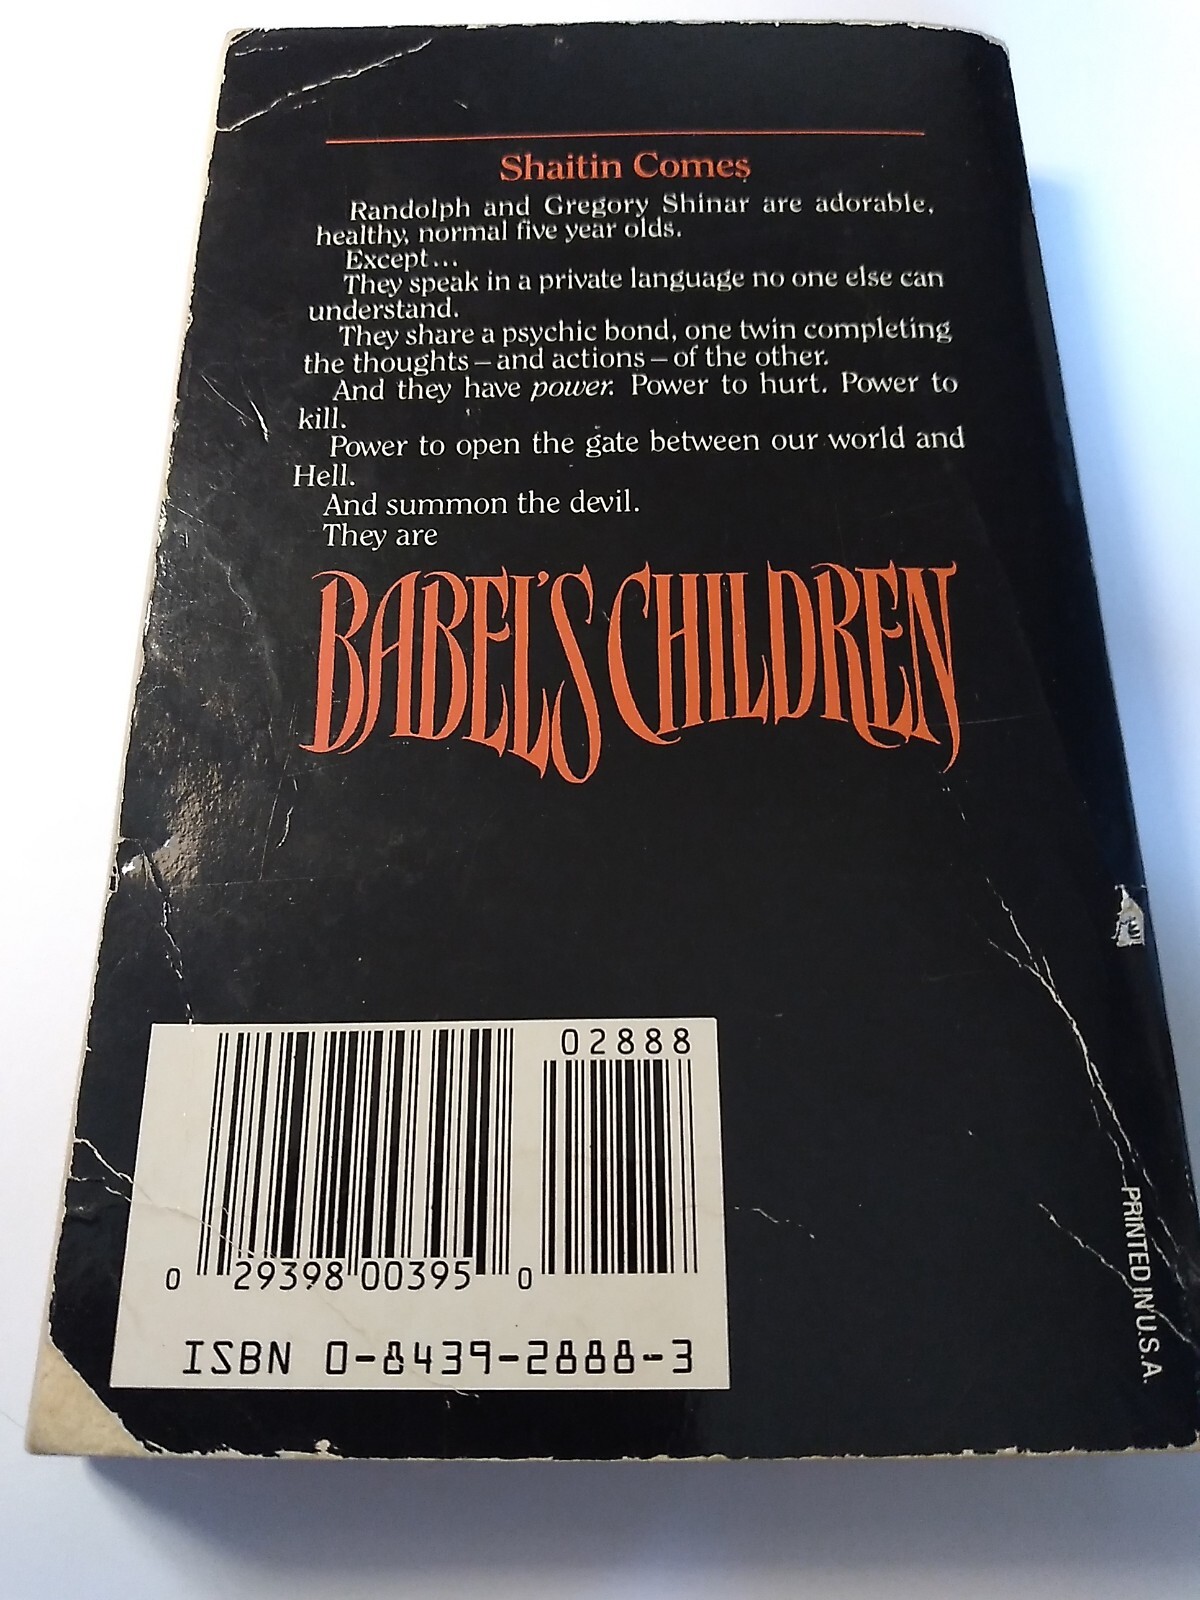 Shaitin Comes
Randolph and Gregory Shinar are adorable,
healthy, normal five year olds.
Except...
They speak in a private language no one else can
understand.
They share a psychic bond, one twin completing
the thoughts – and actions – of the other.
And they have power. Power to hurt. Power to
kill.
Power to open the gate between our world and
Hell.
And summon the devil.
They are
BABEL'S CHILDREN
02888
0 29398 00395 0
ISBN 0-8439-2888-3
PRINTED IN U.S.A.